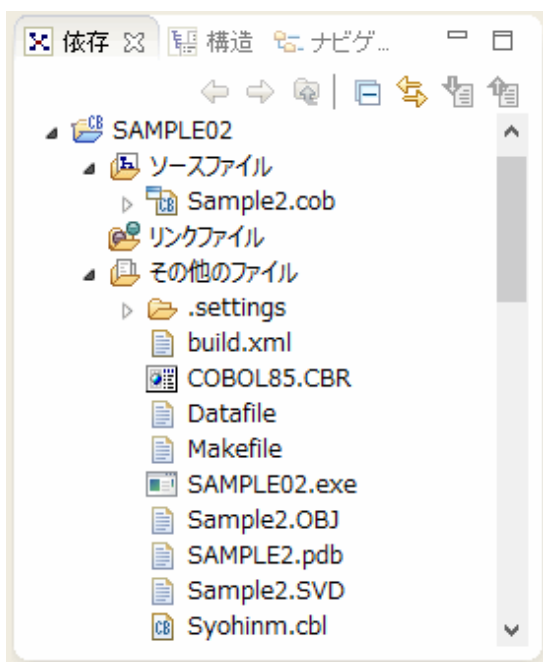 依存 構造 ナビゲ...
SAMPLE02
ソースファイル
Sample2.cob
リンクファイル
その他のファイル
.settings
build.xml
COBOL85.CBR
Datafile
Makefile
SAMPLE02.exe
Sample2.OBJ
SAMPLE2.pdb
Sample2.SVD
Syohinm.cbl